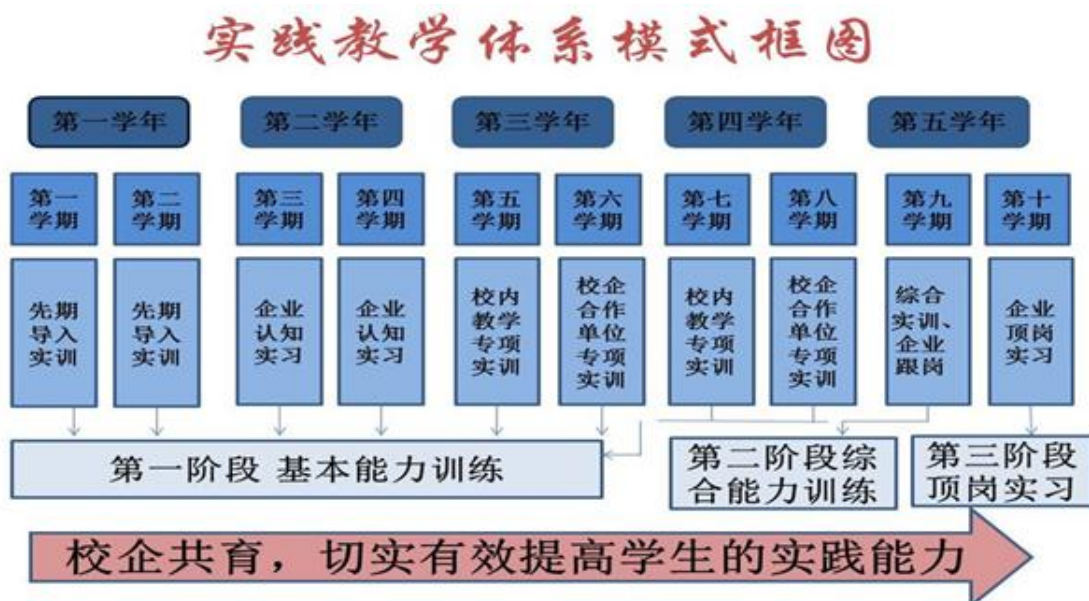 实践教学体系模式框图
第一学年
第二学年
第三学年
第四学年
第五学年
第一
学期
第二
学期
第三
学期
第四
学期
第五
学期
第六
学期
第七
学期
第八
学期
第九
学期
第十
学期
先期
导入
实训
先期
导入
实训
企业
认知
实习
企业
认知
实习
校内
教学
专项
实训
校企
合作
单位
专项
实训
校内
教学
专项
实训
校企
合作
单位
专项
实训
综合
实训、
企业
跟岗
企业
顶岗
实习
第一阶段 基本能力训练
第二阶段综
合能力训练
第三阶段
顶岗实习
校企共育，切实有效提高学生的实践能力